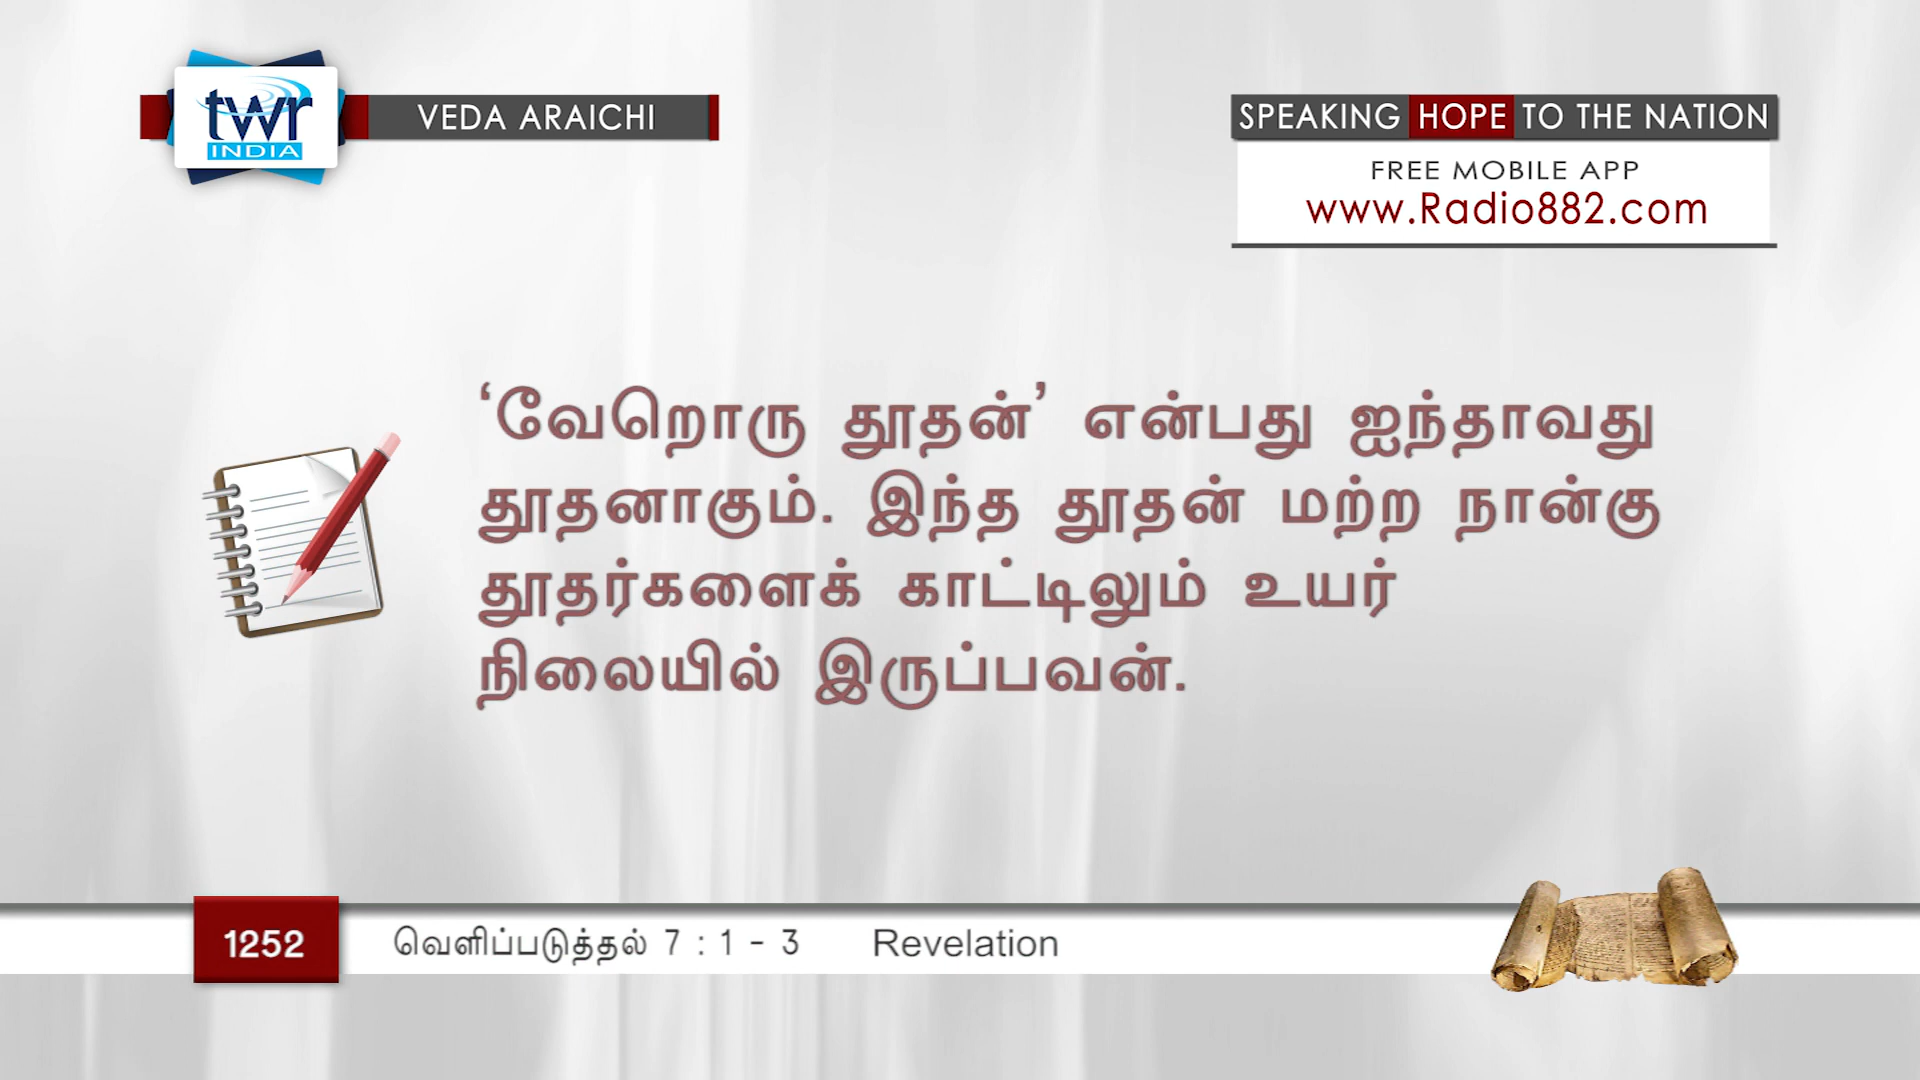 twr
INDIA
VEDA ARAICHI
SPEAKING HOPE TO THE NATION
FREE MOBILE APP
www.Radio882.com
‘வேறொரு தூதன்’ என்பது ஐந்தாவது
தூதனாகும். இந்த தூதன் மற்ற நான்கு
தூதர்களைக் காட்டிலும் உயர்
நிலையில் இருப்பவன்.
1252
வெளிப்படுத்தல் 7 : 1 - 3 Revelation